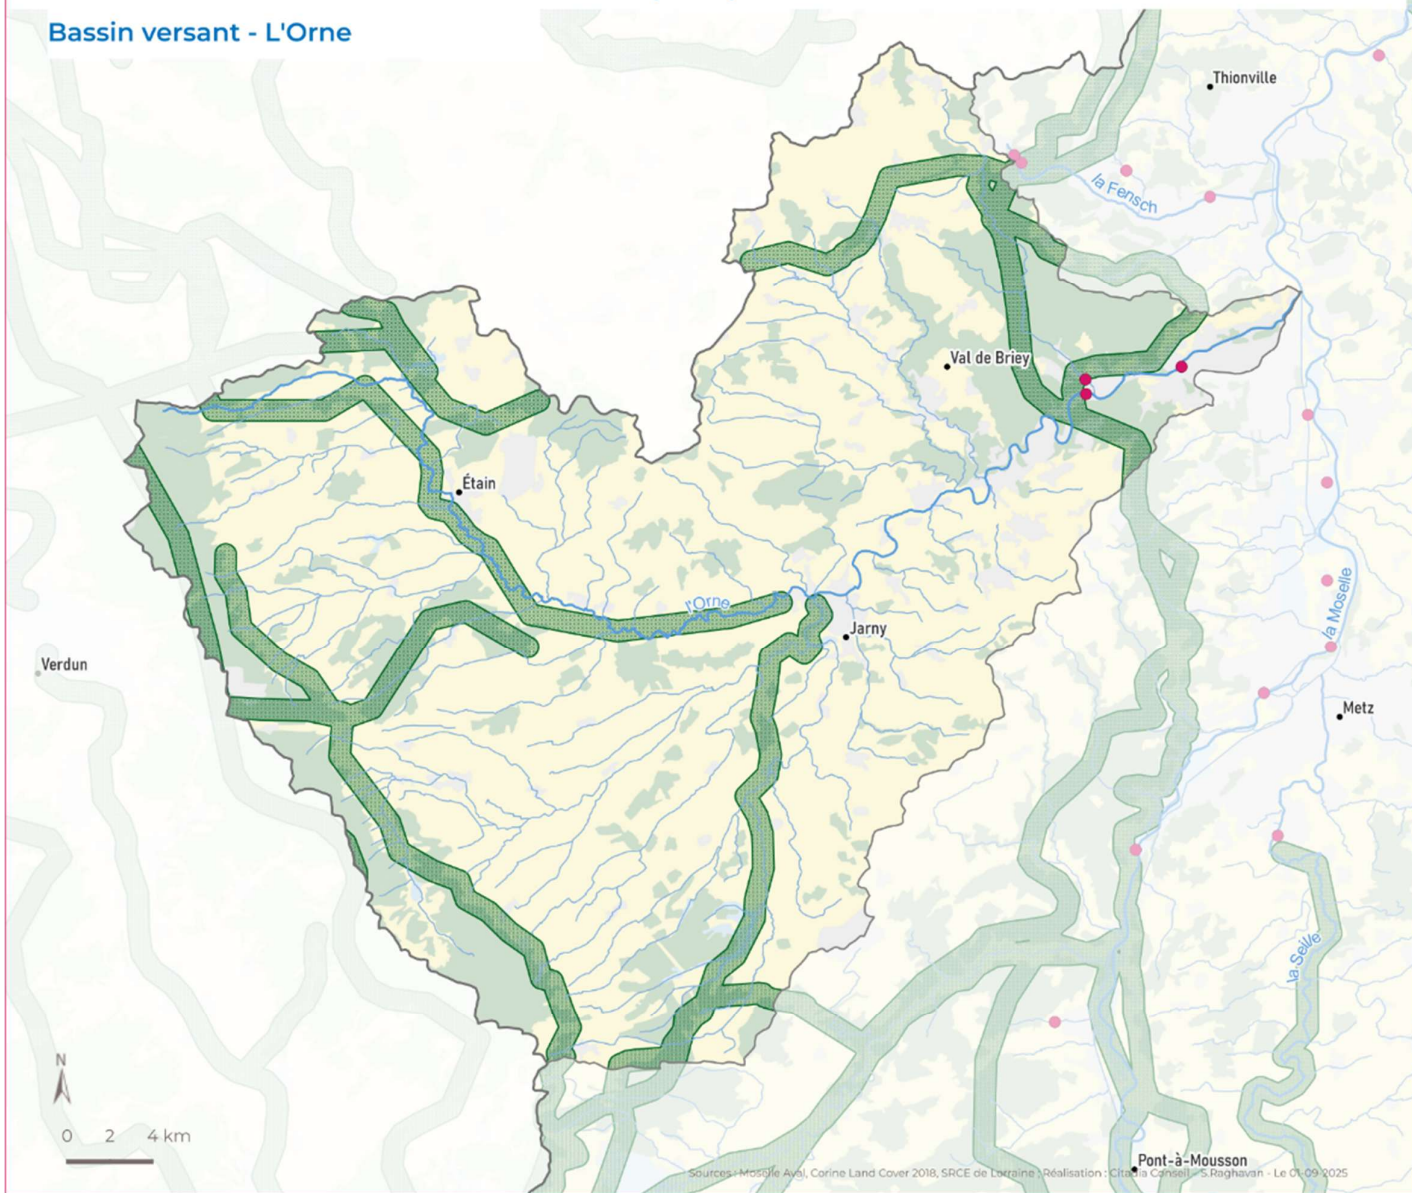 Bassin versant - L'Orne
Thionville
la Fensch
Val de Briey
Étain
l'Orne
Jarny
la Moselle
Verdun
Metz
la Seille
N
0 2 4 km
Pont-à-Mousson
Sources : Moselle Aval, Corine Land Cover 2018, SRCE de Lorraine ; Réalisation : Citadia Conseil - S.Raghavan - Le 01-09-2025